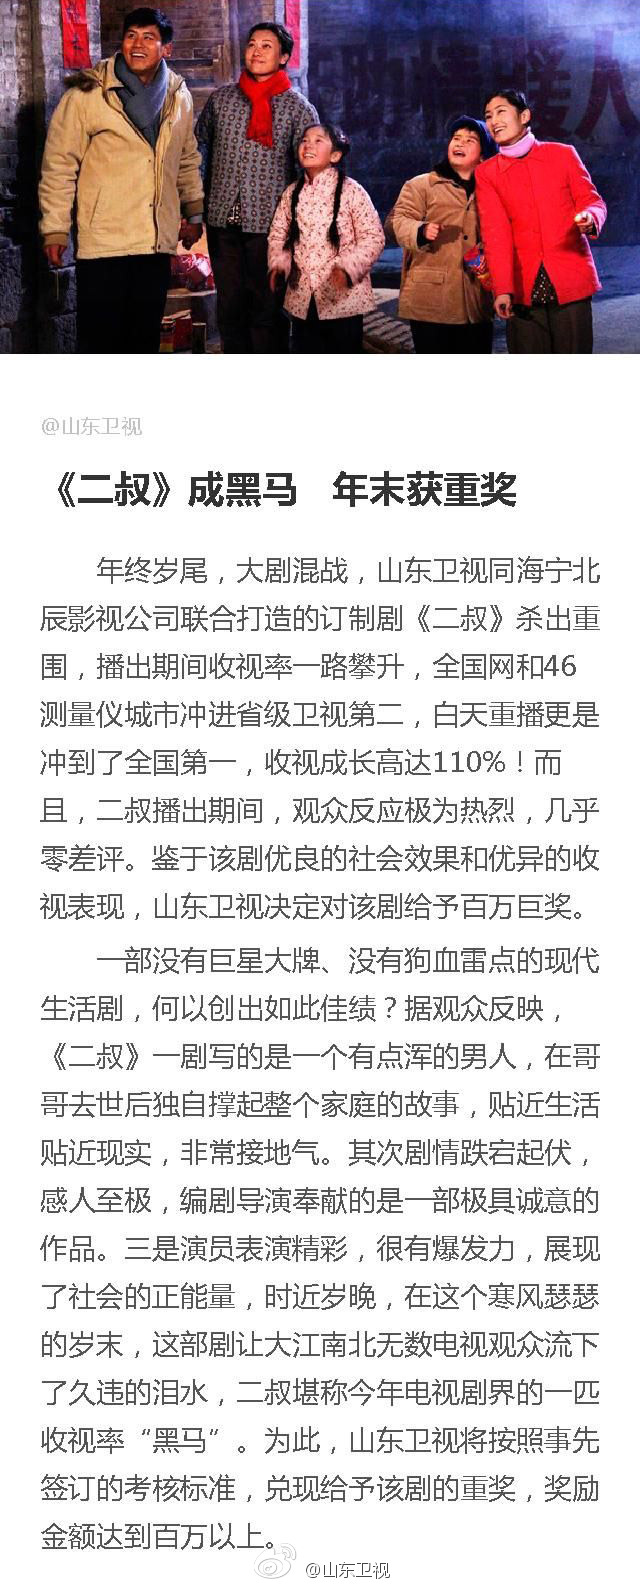 暖人
@山东卫视
《二叔》成黑马 年末获重奖
年终岁尾，大剧混战，山东卫视同海宁北
辰影视公司联合打造的订制剧《二叔》杀出重
围，播出期间收视率一路攀升，全国网和46
测量仪城市冲进省级卫视第二，白天重播更是
冲到了全国第一，收视成长高达110%！而
且，二叔播出期间，观众反应极为热烈，几乎
零差评。鉴于该剧优良的社会效果和优异的收
视表现，山东卫视决定对该剧给予百万巨奖。
一部没有巨星大牌、没有狗血雷点的现代
生活剧，何以创出如此佳绩？据观众反映，
《二叔》一剧写的是一个有点浑的男人，在哥
哥去世后独自撑起整个家庭的故事，贴近生活
贴近现实，非常接地气。其次剧情跌宕起伏，
感人至极，编剧导演奉献的是一部极具诚意的
作品。三是演员表演精彩，很有爆发力，展现
了社会的正能量，时近岁晚，在这个寒风瑟瑟
的岁末，这部剧让大江南北无数电视观众流下
了久违的泪水，二叔堪称今年电视剧界的一匹
收视率“黑马”。为此，山东卫视将按照事先
签订的考核标准，兑现给予该剧的重奖，奖励
金额达到百万以上。
@山东卫视